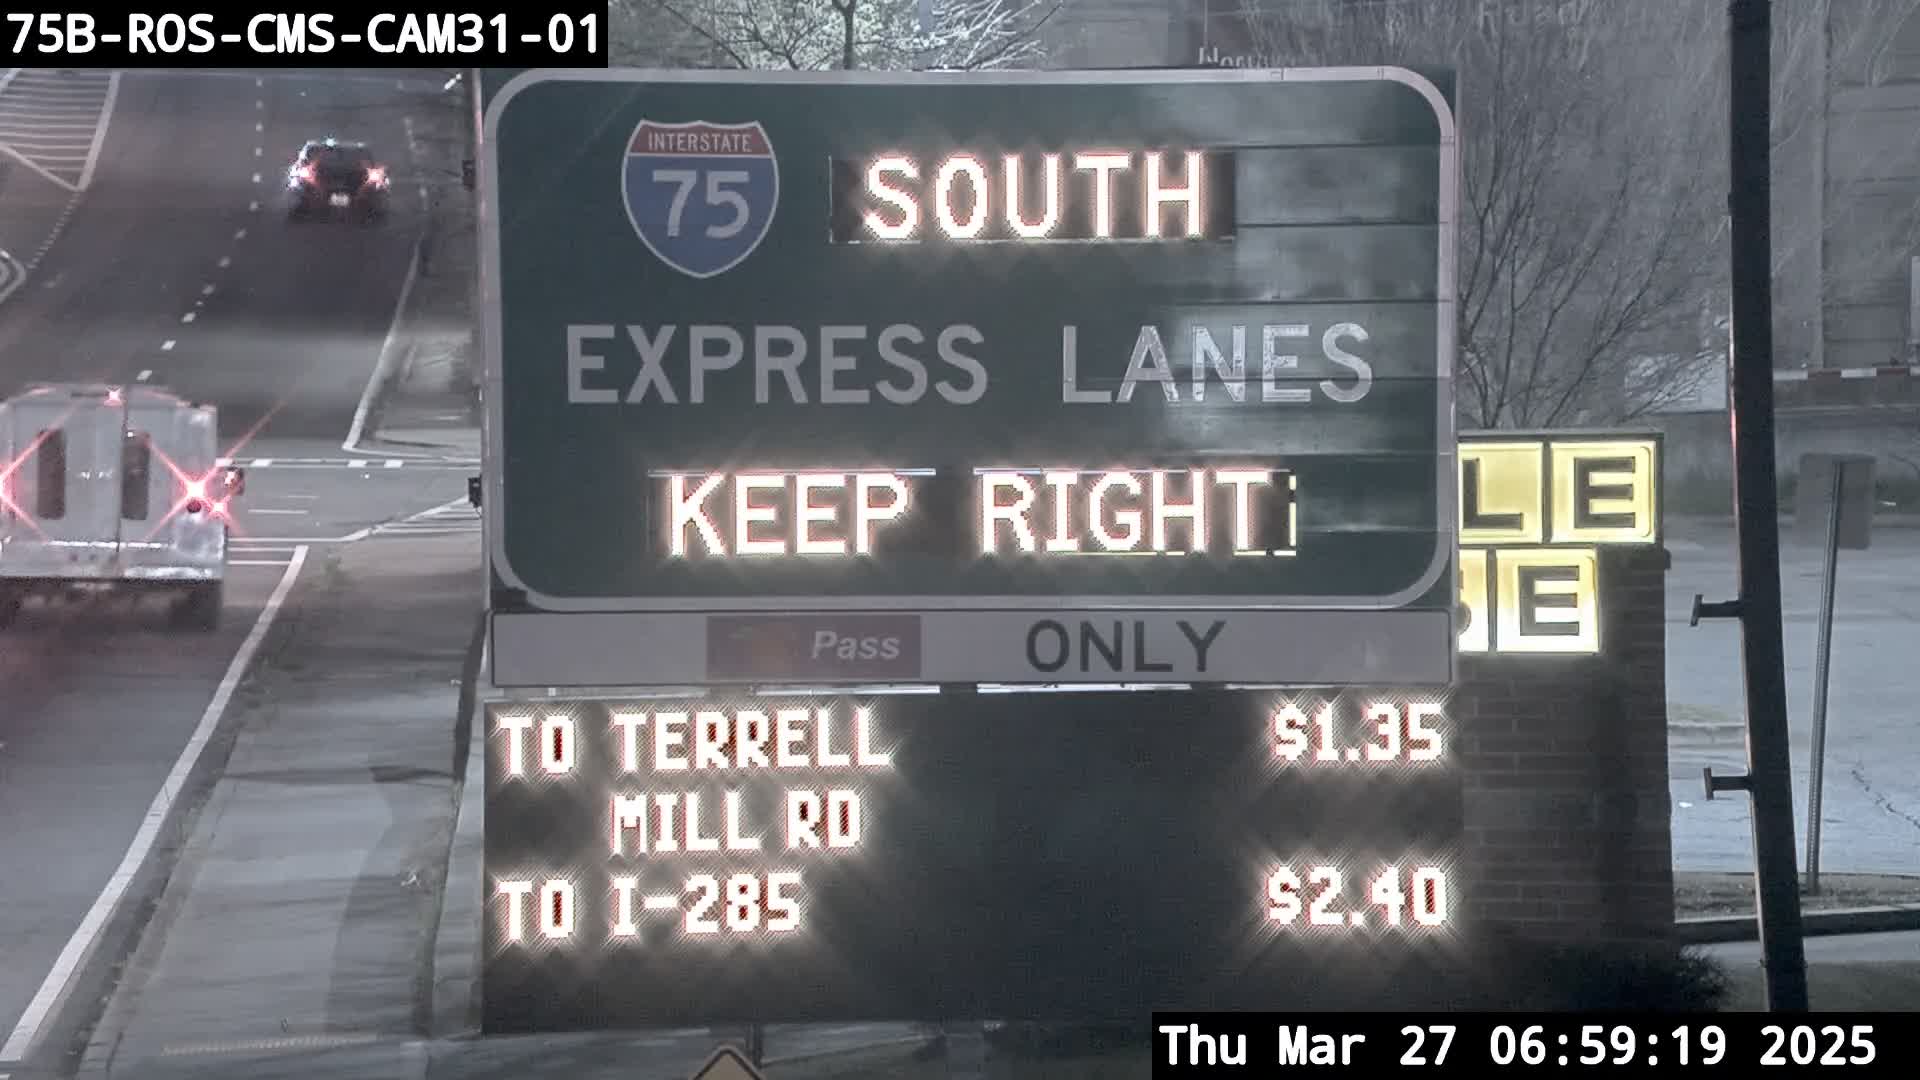 75B-ROS-CMS-CAM31-01
INTERSTATE
75
SOUTH
EXPRESS LANES
KEEP RIGHT
Pass ONLY
TO TERRELL $1.35
MILL RD
TO I-285 $2.40
LE
E
Thu Mar 27 06:59:19 2025